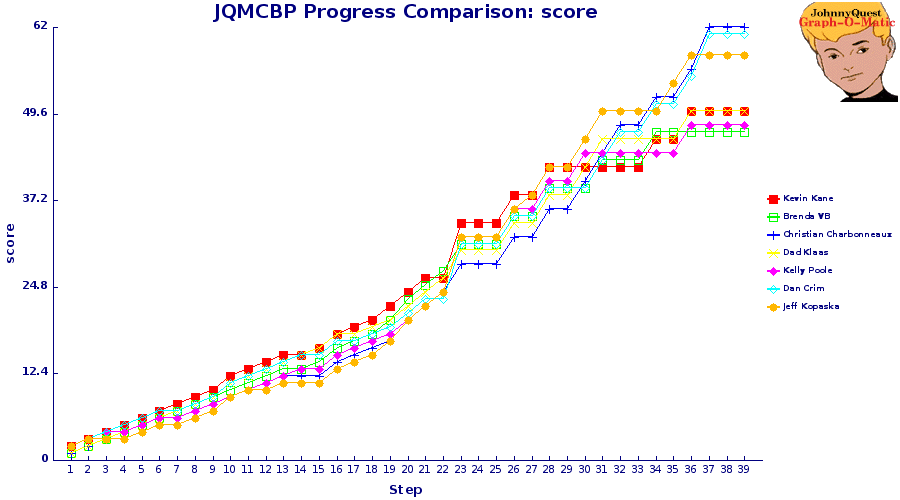 JQMCBP Progress Comparison: score
JohnnyQuest
Graph-O-Matic
62
49.6
37.2
24.8
12.4
0
score
1 2 3 4 5 6 7 8 9 10 11 12 13 14 15 16 17 18 19 20 21 22 23 24 25 26 27 28 29 30 31 32 33 34 35 36 37 38 39
Step
Kevin Kane
Brenda WB
Christian Charbonneaux
Dad Klaas
Kelly Poole
Dan Crim
Jeff Kopaska